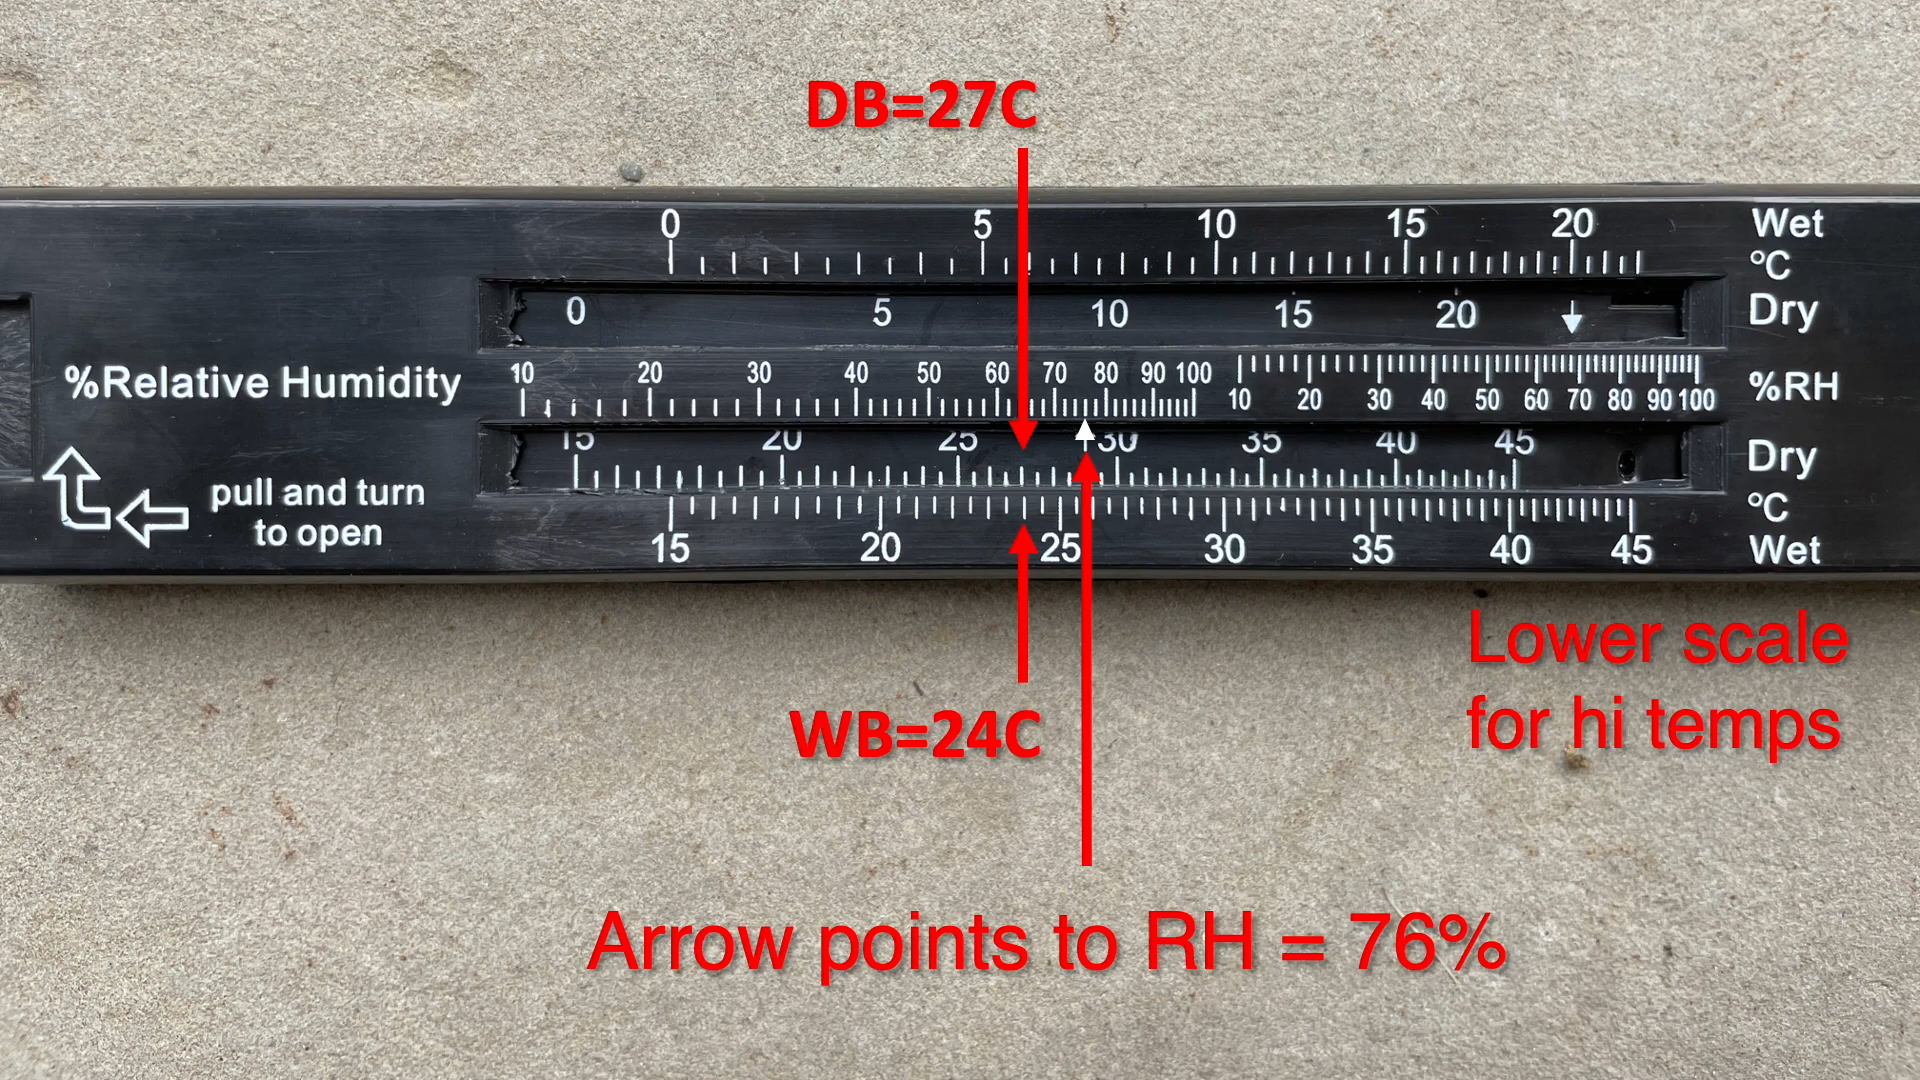 DB=27C
0 5 10 15 20 Wet
°C
0 5 10 15 20 Dry
%Relative Humidity 10 20 30 40 50 60 70 80 90 100 10 20 30 40 50 60 70 80 90 100 %RH
15 20 25 30 35 40 45 Dry
°C
pull and turn
to open
15 20 25 30 35 40 45 Wet
Lower scale
for hi temps
WB=24C
Arrow points to RH = 76%